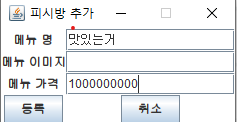 피시방 추가
메뉴 명 맛있는거
메뉴 이미지
메뉴 가격 1000000000
등록 취소